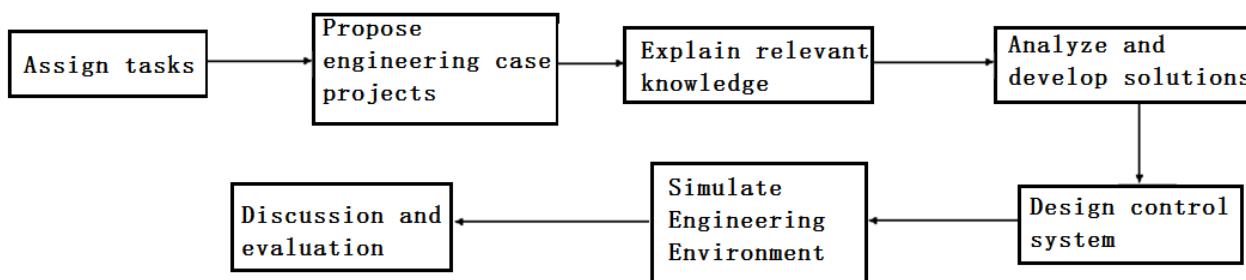 Assign tasks
Propose
engineering case
projects
Explain relevant
knowledge
Analyze and
develop solutions
Design control
system
Simulate
Engineering
Environment
Discussion and
evaluation